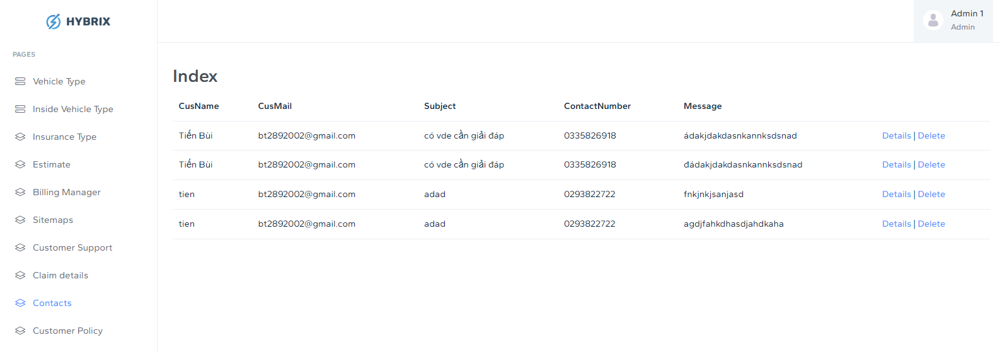 HYBRIX
Admin 1
Admin
PAGES
Vehicle Type
Inside Vehicle Type
Insurance Type
Estimate
Billing Manager
Sitemaps
Customer Support
Claim details
Contacts
Customer Policy
Index
CusName CusMail Subject ContactNumber Message
Tiến Bùi bt2892002@gmail.com có vde cần giải đáp 0335826918 ádakjdakdasnkannksdsnad Details | Delete
Tiến Bùi bt2892002@gmail.com có vde cần giải đáp 0335826918 đádakjdakdasnkannksdsnad Details | Delete
tien bt2892002@gmail.com adad 0293822722 fnkjnkjsanjasd Details | Delete
tien bt2892002@gmail.com adad 0293822722 agdjfahkdhasdjahdkaha Details | Delete